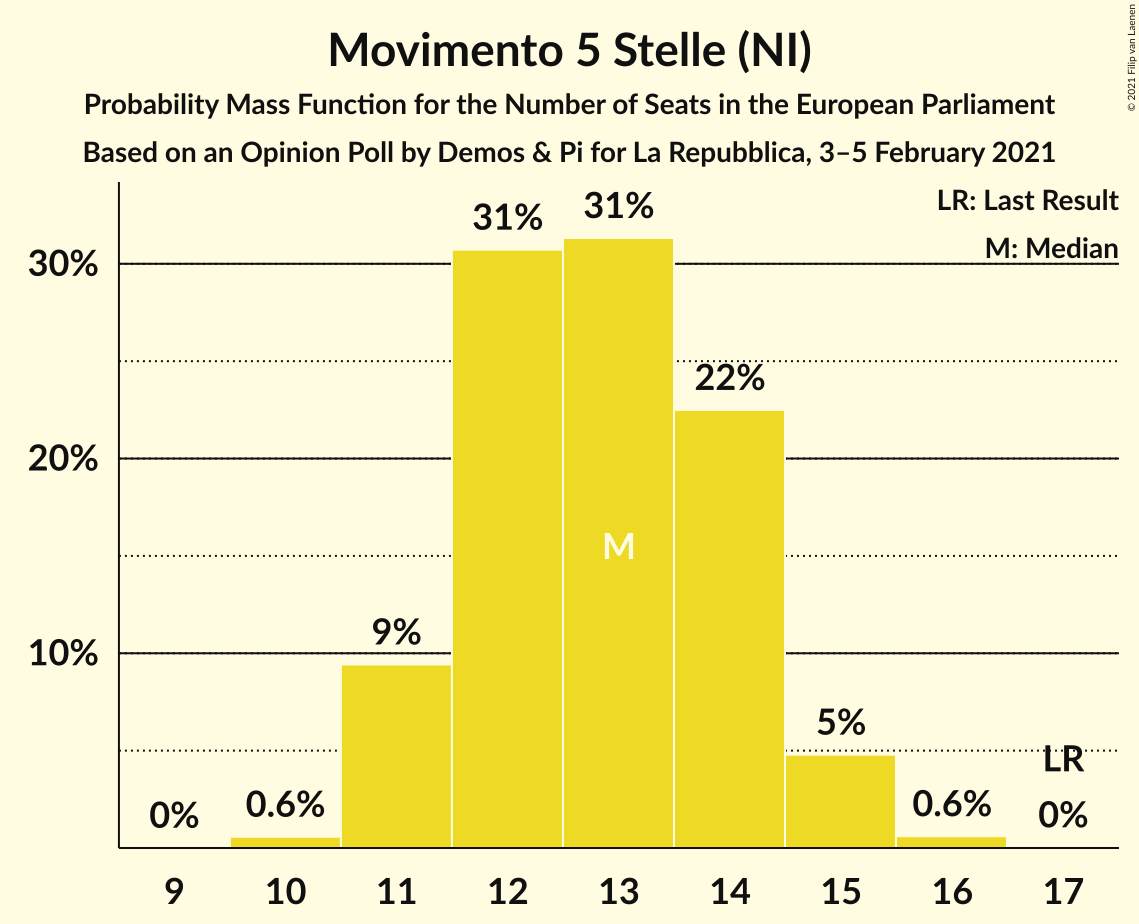 Movimento 5 Stelle (NI)
Probability Mass Function for the Number of Seats in the European Parliament
Based on an Opinion Poll by Demos & Pi for La Repubblica, 3–5 February 2021
© 2021 Filip van Laenen
LR: Last Result
M: Median
30%
20%
10%
0%
0.6%
9%
31%
31%
M
22%
5%
0.6%
LR
0%
9 10 11 12 13 14 15 16 17